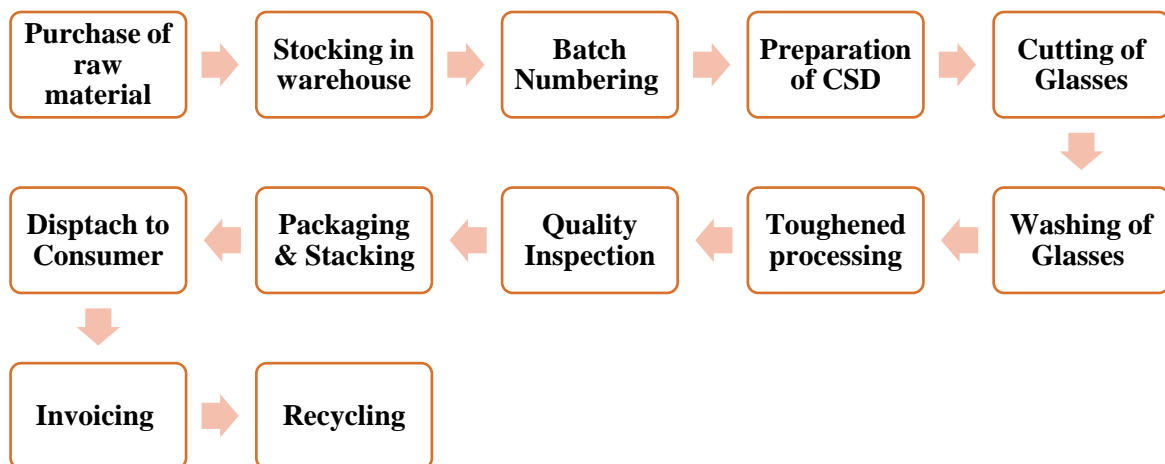 Purchase of
raw
material
Stocking in
warehouse
Batch
Numbering
Preparation
of CSD
Cutting of
Glasses
Washing of
Glasses
Toughened
processing
Quality
Inspection
Packaging
& Stacking
Disptach to
Consumer
Invoicing
Recycling